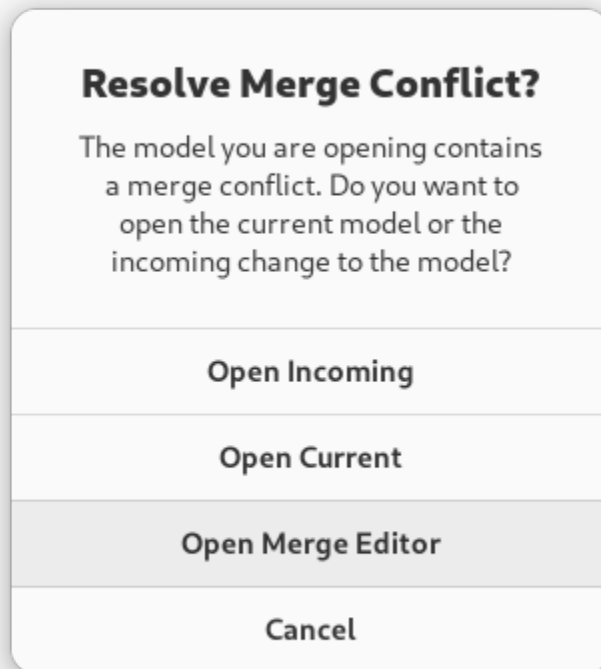 Resolve Merge Conflict?
The model you are opening contains
a merge conflict. Do you want to
open the current model or the
incoming change to the model?
Open Incoming
Open Current
Open Merge Editor
Cancel